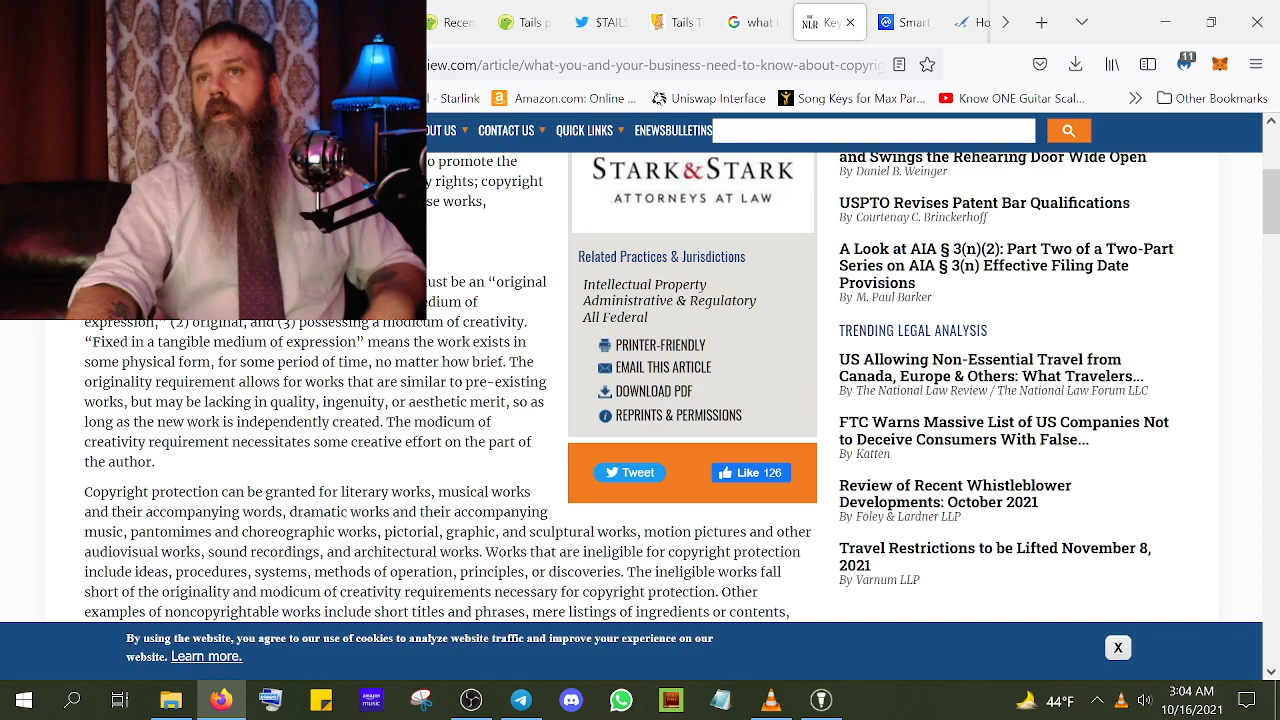 Recen
Tail p
$TAIL
Tails
what i
THE NLR
Key
Smart
Ho
view.com/article/what-you-and-your-business-need-to-know-about-copyrig
11
l - Starlink
Amazon.com: Online ...
Uniswap Interface
Song Keys for Max Par...
Know ONE Guitar Scal...
Other Bookmarks
OUT US
CONTACT US
QUICK LINKS
ENEWSBULLETINS
o promote the
y rights; copyright
se works,
ust be an “original
edium of
expression,” (2) original, and (3) possessing a modicum of creativity.
“Fixed in a tangible medium of expression” means the work exists in
some physical form, for some period of time, no matter how brief. The
originality requirement allows for works that are similar to pre-existing
works, but may be lacking in quality, ingenuity, or aesthetic merit, so as
long as the new work is independently created. The modicum of
creativity requirement necessitates some creative effort on the part of
the author.
Copyright protection can be granted for literary works, musical works
and their accompanying words, dramatic works and their accompanying
music, pantomimes and choreographic works, pictorial, graphic, and sculptural works, motion pictures and other
audiovisual works, sound recordings, and architectural works. Works that are ineligible for copyright protection
include ideas, procedures, systems, methods of operation, principles, or discoveries. The ineligible works fall
short of the originality and modicum of creativity requirements necessary for copyright protection. Other
examples of noncopyrightable works include short titles and phrases, mere listings of ingredients or contents,
STARK&STARK
ATTORNEYS AT LAW
Related Practices & Jurisdictions
Intellectual Property
Administrative & Regulatory
All Federal
PRINTER-FRIENDLY
EMAIL THIS ARTICLE
DOWNLOAD PDF
REPRINTS & PERMISSIONS
Tweet
Like 126
and Swings the Rehearing Door Wide Open
By Daniel B. Weinger
USPTO Revises Patent Bar Qualifications
By Courtenay C. Brinckerhoff
A Look at AIA § 3(n)(2): Part Two of a Two-Part
Series on AIA § 3(n) Effective Filing Date
Provisions
By M. Paul Barker
TRENDING LEGAL ANALYSIS
US Allowing Non-Essential Travel from
Canada, Europe & Others: What Travelers...
By The National Law Review / The National Law Forum LLC
FTC Warns Massive List of US Companies Not
to Deceive Consumers With False...
By Katten
Review of Recent Whistleblower
Developments: October 2021
By Foley & Lardner LLP
Travel Restrictions to be Lifted November 8,
2021
By Varnum LLP
By using the website, you agree to our use of cookies to analyze website traffic and improve your experience on our
website. Learn more.
X
amazon
music
44°F
3:04 AM
10/16/2021